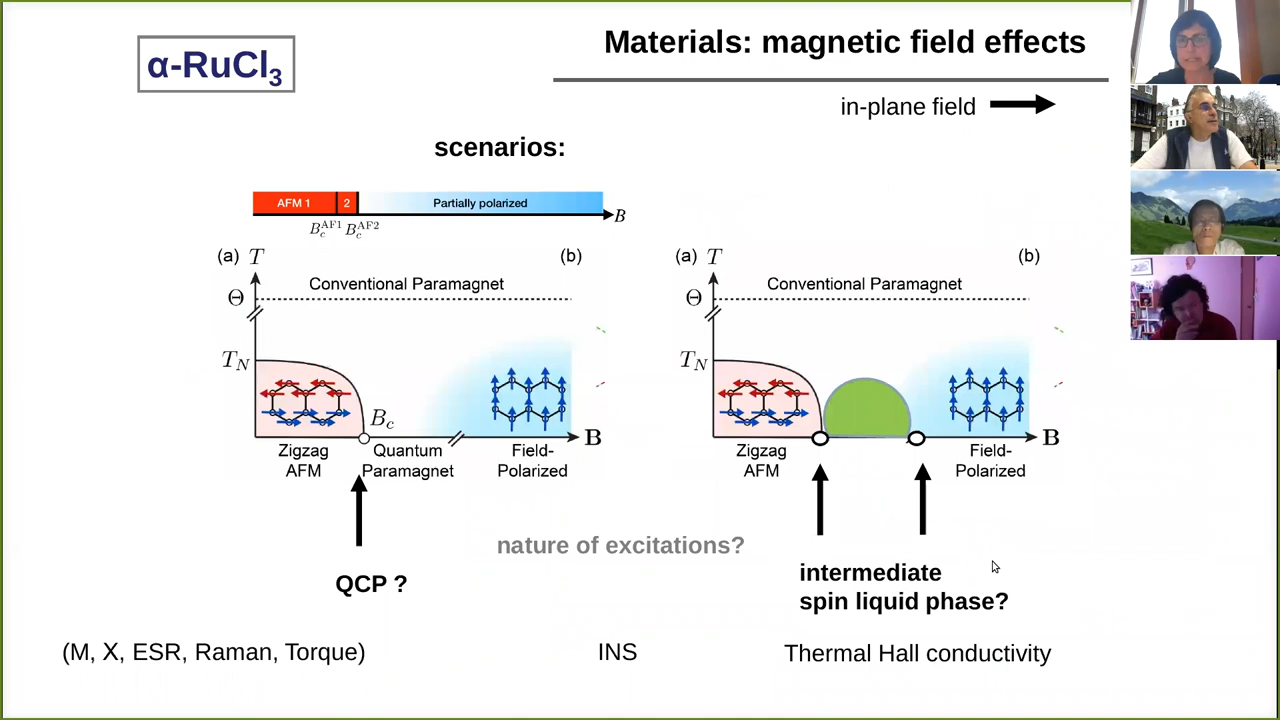 α-RuCl3
Materials: magnetic field effects
in-plane field
scenarios:
AFM 1 2 Partially polarized
B
B_c^AF1 B_c^AF2
(a) T (b)
Conventional Paramagnet
Θ
T_N
B_c
B
Zigzag
AFM
Quantum
Paramagnet
Field-
Polarized
(a) T (b)
Conventional Paramagnet
Θ
T_N
B
Zigzag
AFM
Field-
Polarized
nature of excitations?
QCP ?
intermediate
spin liquid phase?
(M, X, ESR, Raman, Torque)
INS
Thermal Hall conductivity